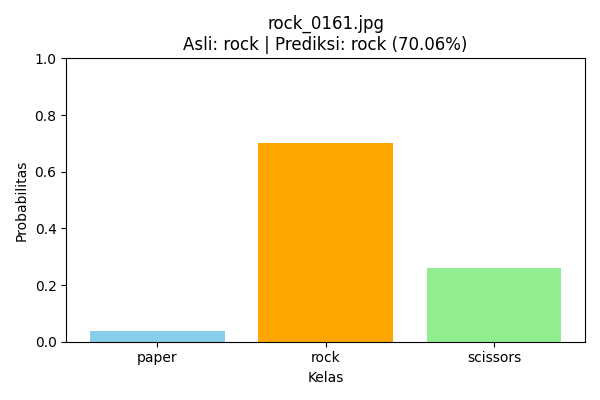 rock_0161.jpg
Asli: rock | Prediksi: rock (70.06%)
1.0
0.8
0.6
0.4
0.2
0.0
Probabilitas
paper
rock
scissors
Kelas